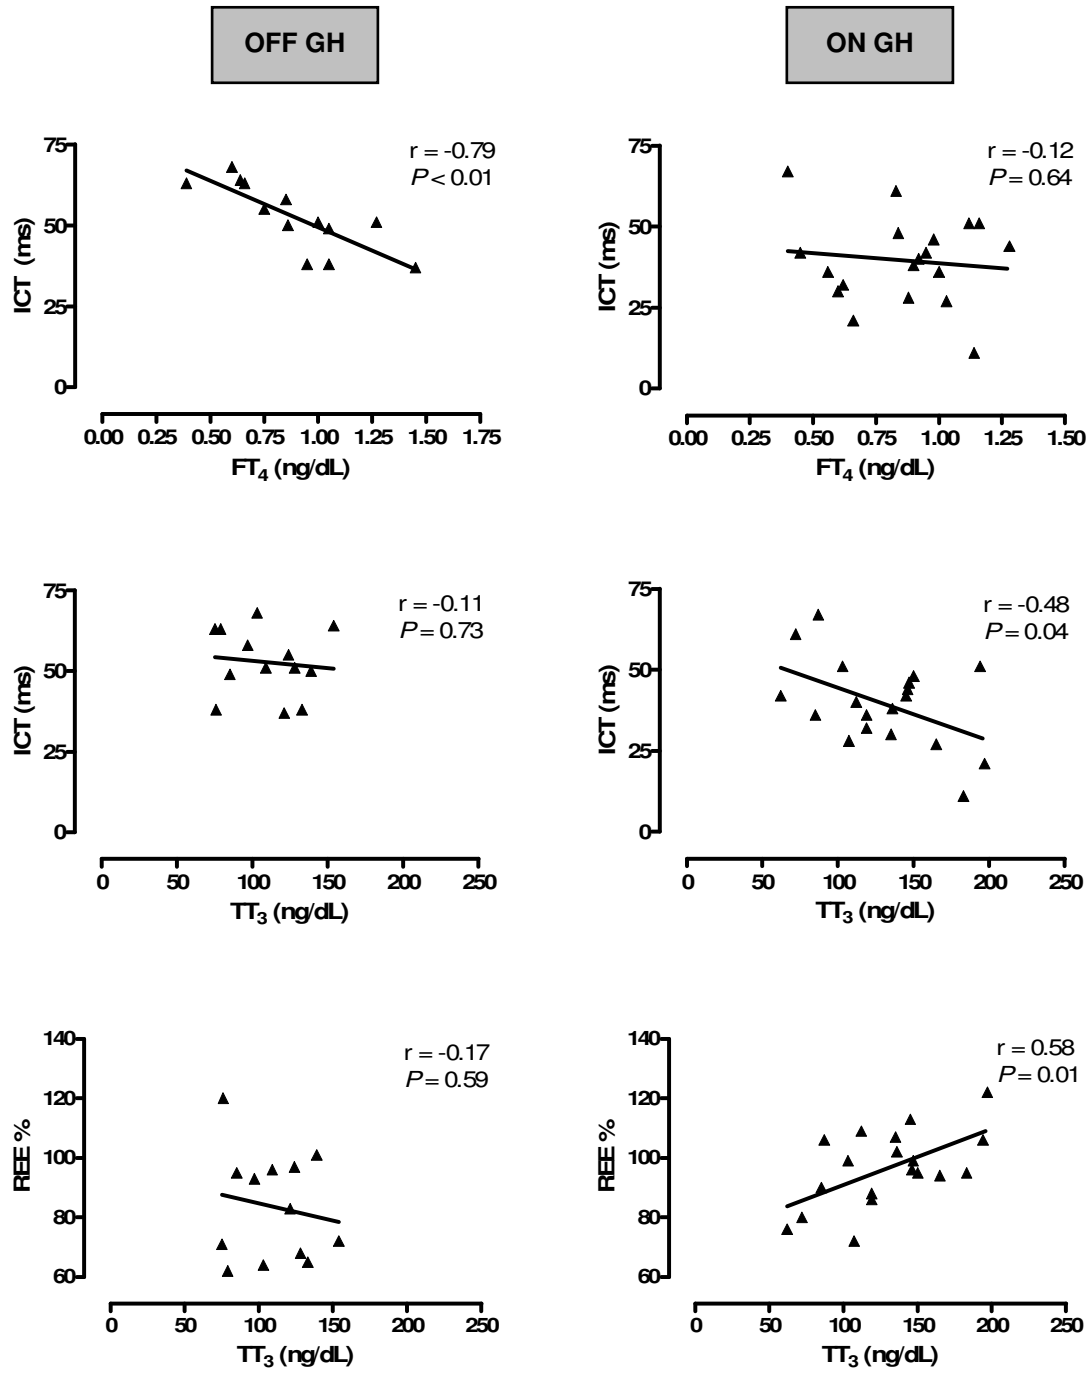 OFF GH
ON GH
75
50
25
0
ICT (ms)
r = -0.79
P < 0.01
0.00 0.25 0.50 0.75 1.00 1.25 1.50 1.75
FT4 (ng/dL)
75
50
25
0
ICT (ms)
r = -0.12
P = 0.64
0.00 0.25 0.50 0.75 1.00 1.25 1.50
FT4 (ng/dL)
75
50
25
0
ICT (ms)
r = -0.11
P = 0.73
0 50 100 150 200 250
TT3 (ng/dL)
75
50
25
0
ICT (ms)
r = -0.48
P = 0.04
0 50 100 150 200 250
TT3 (ng/dL)
140
120
100
80
60
REE %
r = -0.17
P = 0.59
0 50 100 150 200 250
TT3 (ng/dL)
140
120
100
80
60
REE %
r = 0.58
P = 0.01
0 50 100 150 200 250
TT3 (ng/dL)